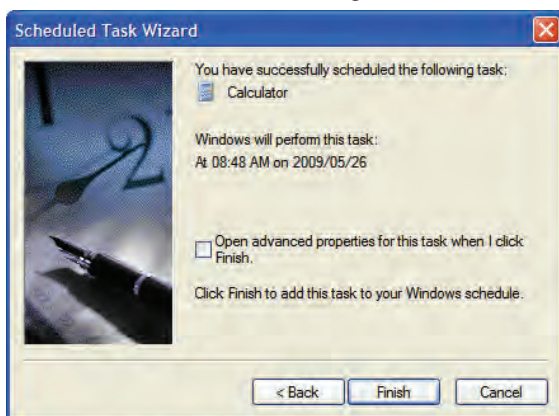 Scheduled Task Wizard
You have successfully scheduled the following task:
Calculator
Windows will perform this task:
At 08:48 AM on 2009/05/26
Open advanced properties for this task when I click
Finish.
Click Finish to add this task to your Windows schedule.
< Back Finish Cancel